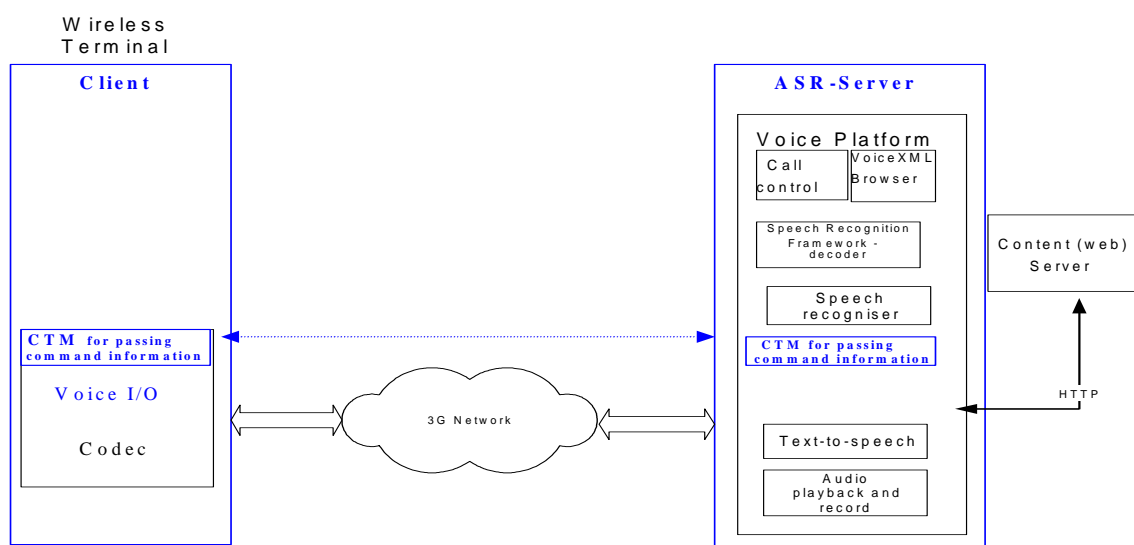 Wireless
Terminal
Client
CTM for passing
command information
Voice I/O
Codec
3G Network
ASR-Server
Voice Platform
Call
control
VoiceXML
Browser
Speech Recognition
Framework -
decoder
Speech
recogniser
CTM for passing
command information
Text-to-speech
Audio
playback and
record
Content (web)
Server
HTTP